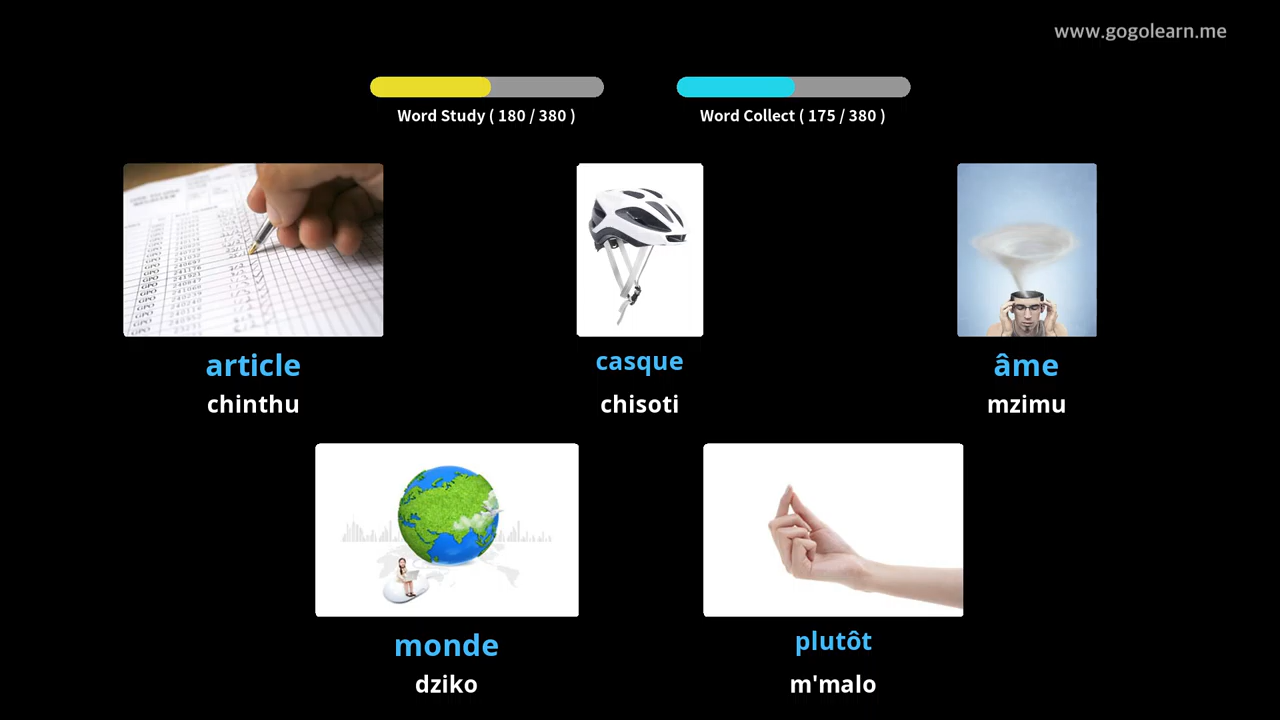 www.gogolearn.me
Word Study ( 180 / 380 )
Word Collect ( 175 / 380 )
article
casque
âme
chinthu
chisoti
mzimu
monde
plutôt
dziko
m'malo